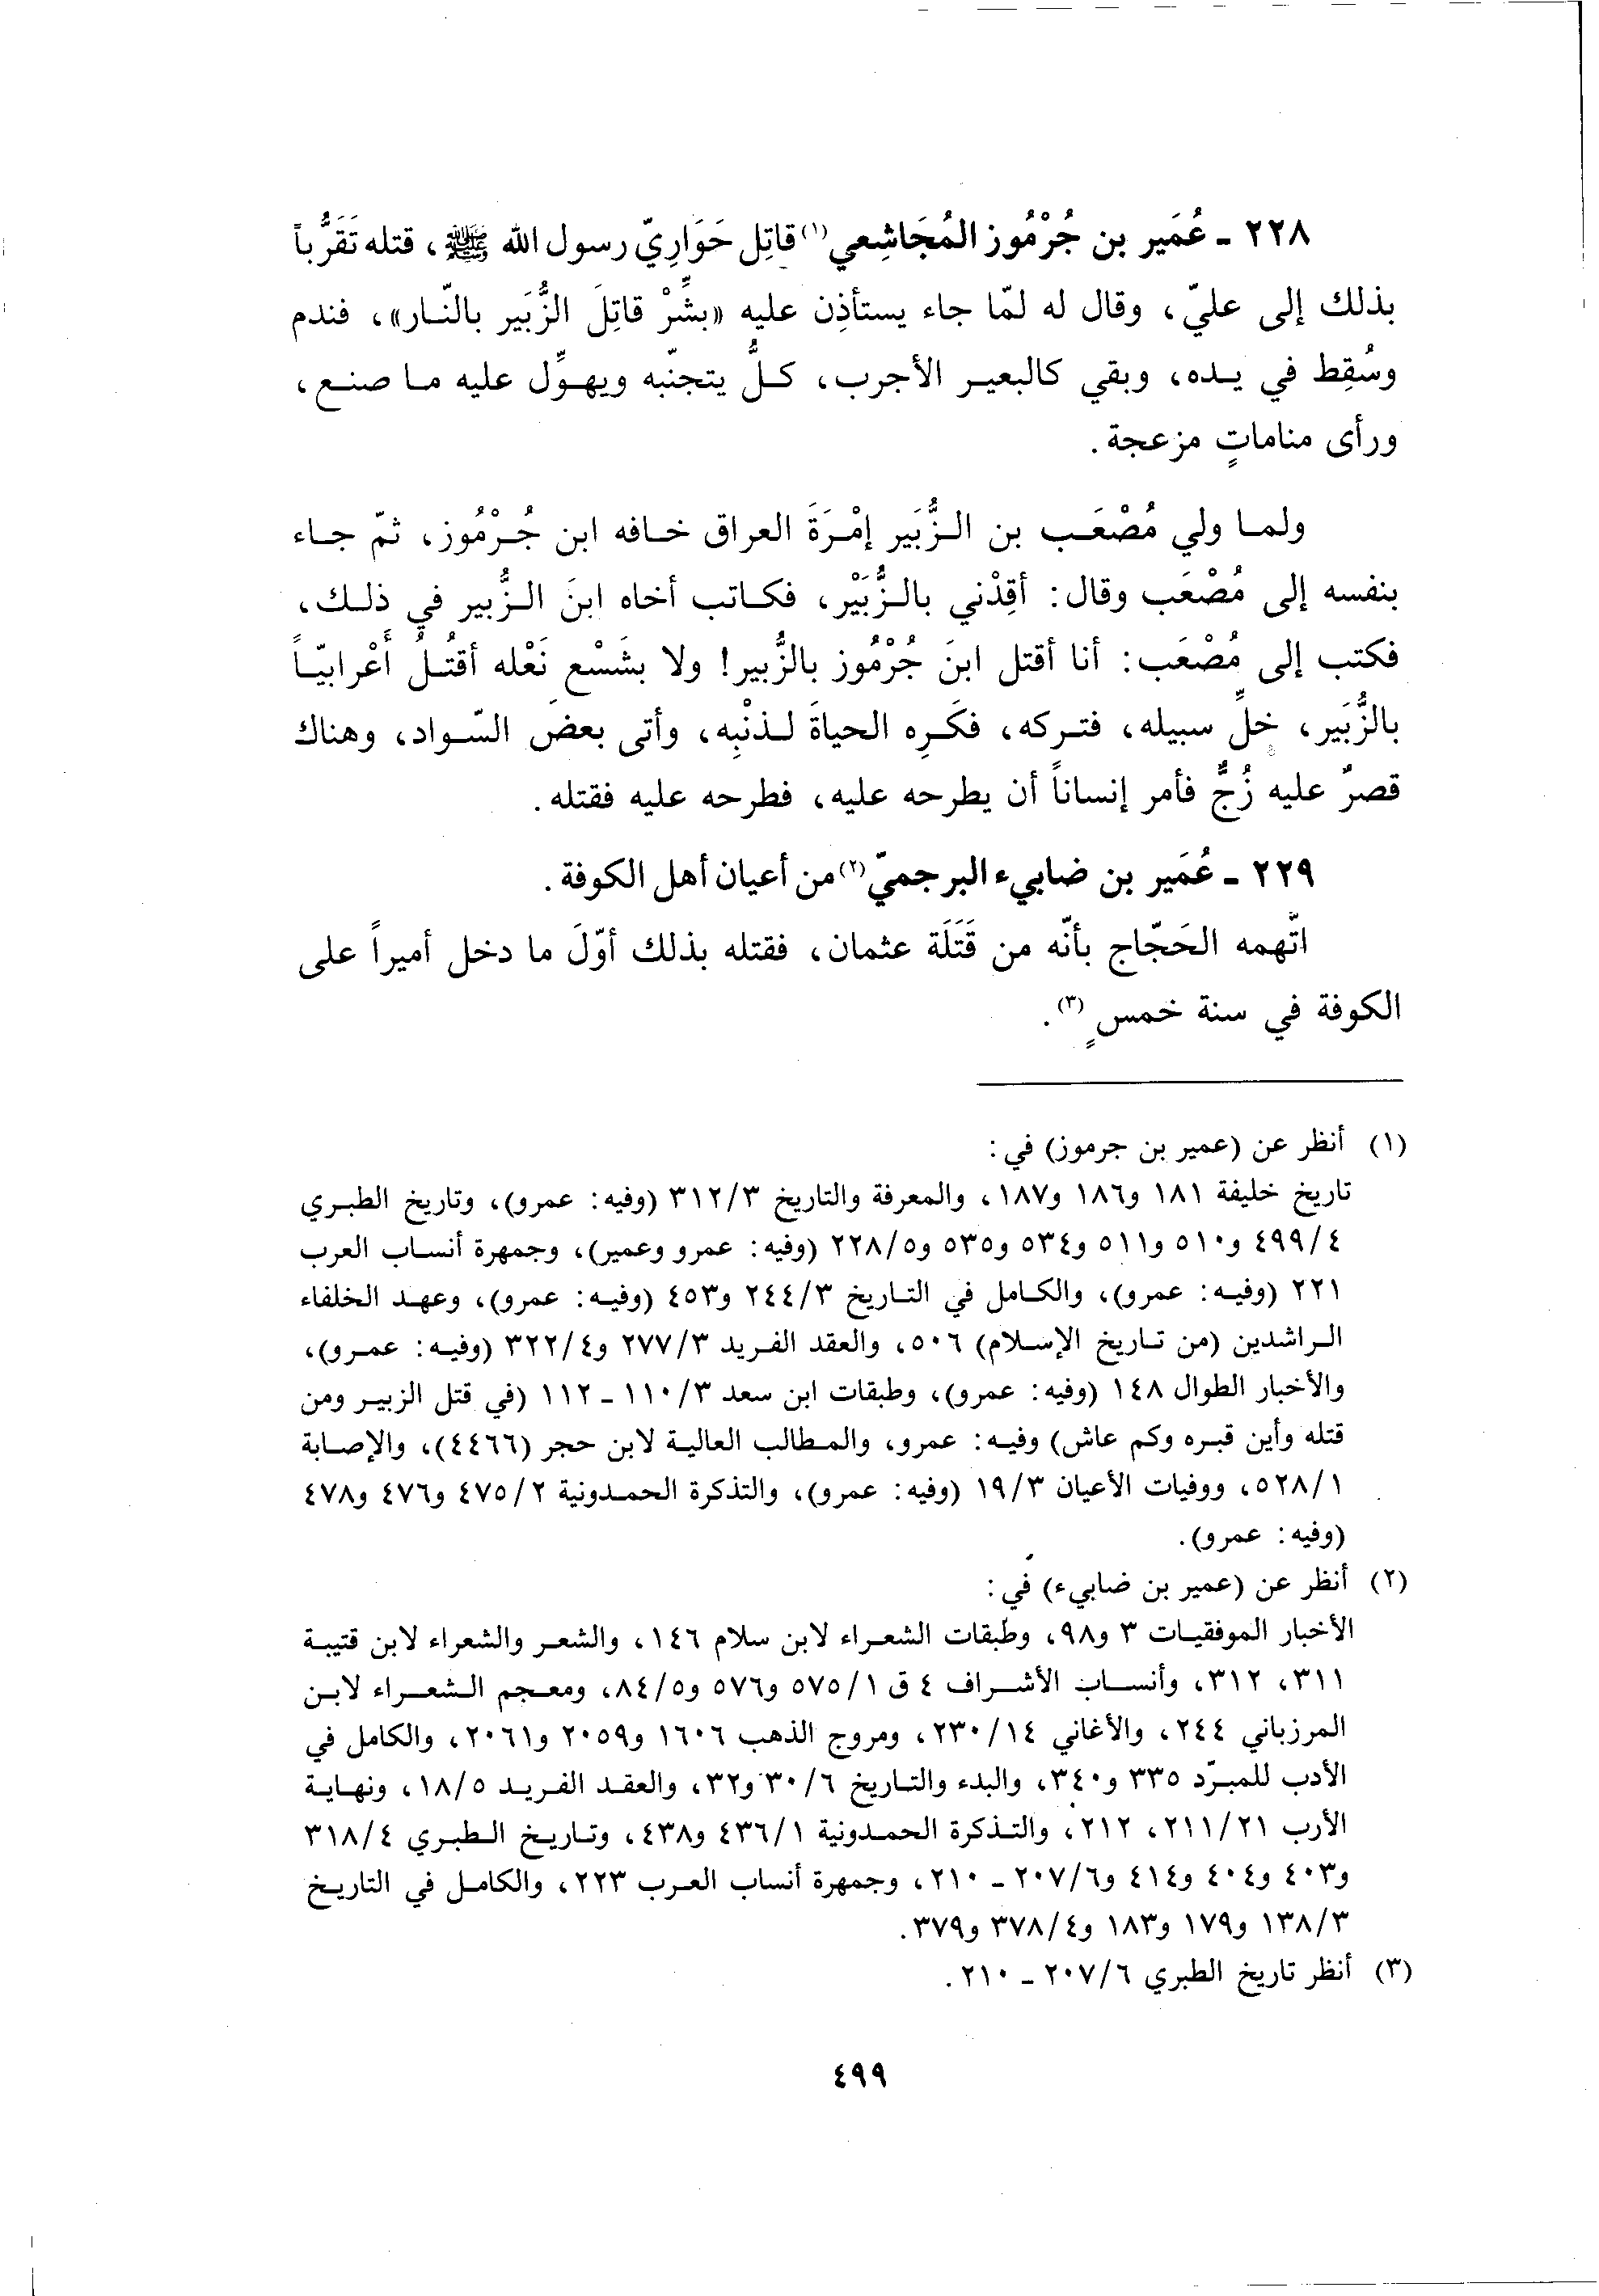 ٢٢٨ - عُمَير بن جُرْمُوز المُجَاشِعي(١) قاتِل حَوَارِيّ رسول الله ﷺ، قتله تَقَرُّباً
بذلك إلى عليّ، وقال له لمّا جاء يستأذِن عليه «بشِّرْ قاتِلَ الزُّبَير بالنّار»، فندم
وسُقِط في يده، وبقي كالبعير الأجرب، كلُّ يتجنّبه ويهوِّل عليه ما صنع،
ورأى مناماتٍ مزعجة.
ولما ولي مُصْعَب بن الزُّبَير إمْرَةَ العراق خافه ابن جُرْمُوز، ثمّ جاء
بنفسه إلى مُصْعَب وقال: أقِدْني بالزُّبَيْر، فكاتب أخاه ابنَ الزُّبير في ذلك،
فكتب إلى مُصْعَب: أنا أقتل ابنَ جُرْمُوز بالزُّبير! ولا بشَسْعِ نَعْله أقتُلُ أَعْرابيّاً
بالزُّبَير، خلِّ سبيله، فتركه، فكَرِه الحياةَ لذنْبِه، وأتى بعضَ السّواد، وهناك
قصرٌ عليه زُجٌّ فأمر إنساناً أن يطرحه عليه، فطرحه عليه فقتله.
٢٢٩ - عُمَير بن ضابيء البرجميّ(٢) من أعيان أهل الكوفة.
اتّهمه الحَجّاج بأنّه من قَتَلَة عثمان، فقتله بذلك أوّلَ ما دخل أميراً على
الكوفة في سنة خمسٍ(٣).
(١) أنظر عن (عمير بن جرموز) في:
تاريخ خليفة ١٨١ و١٨٦ و١٨٧، والمعرفة والتاريخ ٣١٢/٣ (وفيه: عمرو)، وتاريخ الطبري
٤٩٩/٤ و٥١٠ و٥١١ و٥٣٤ و٥٣٥ و٢٢٨/٥ (وفيه: عمرو وعمير)، وجمهرة أنساب العرب
٢٢١ (وفيه: عمرو)، والكامل في التاريخ ٢٤٤/٣ و٤٥٣ (وفيه: عمرو)، وعهد الخلفاء
الراشدين (من تاريخ الإسلام) ٥٠٦، والعقد الفريد ٢٧٧/٣ و٣٢٢/٤ (وفيه: عمرو)،
والأخبار الطوال ١٤٨ (وفيه: عمرو)، وطبقات ابن سعد ١١٠/٣ - ١١٢ (في قتل الزبير ومن
قتله وأين قبره وكم عاش) وفيه: عمرو، والمطالب العالية لابن حجر (٤٤٦٦)، والإصابة
٥٢٨/١، ووفيات الأعيان ١٩/٣ (وفيه: عمرو)، والتذكرة الحمدونية ٤٧٥/٢ و٤٧٦ و٤٧٨
(وفيه: عمرو).
(٢) أنظر عن (عمير بن ضابيء) في:
الأخبار الموفقيات ٣ و٩٨، وطبقات الشعراء لابن سلام ١٤٦، والشعر والشعراء لابن قتيبة
٣١١، ٣١٢، وأنساب الأشراف ٤ ق ٥٧٥/١ و٥٧٦ و٨٤/٥، ومعجم الشعراء لابن
المرزباني ٢٤٤، والأغاني ٢٣٠/١٤، ومروج الذهب ١٦٠٦ و٢٠٥٩ و٢٠٦١، والكامل في
الأدب للمبرّد ٣٣٥ و٣٤٠، والبدء والتاريخ ٣٠/٦ و٣٢، والعقد الفريد ١٨/٥، ونهاية
الأرب ٢١١/٢١، ٢١٢، والتذكرة الحمدونية ٤٣٦/١ و٤٣٨، وتاريخ الطبري ٣١٨/٤
و٤٠٣ و٤٠٤ و٤١٤ و٢٠٧/٦ - ٢١٠، وجمهرة أنساب العرب ٢٢٣، والكامل في التاريخ
١٣٨/٣ و١٧٩ و١٨٣ و٣٧٨/٤ و٣٧٩.
(٣) أنظر تاريخ الطبري ٢٠٧/٦ - ٢١٠.
٤٩٩